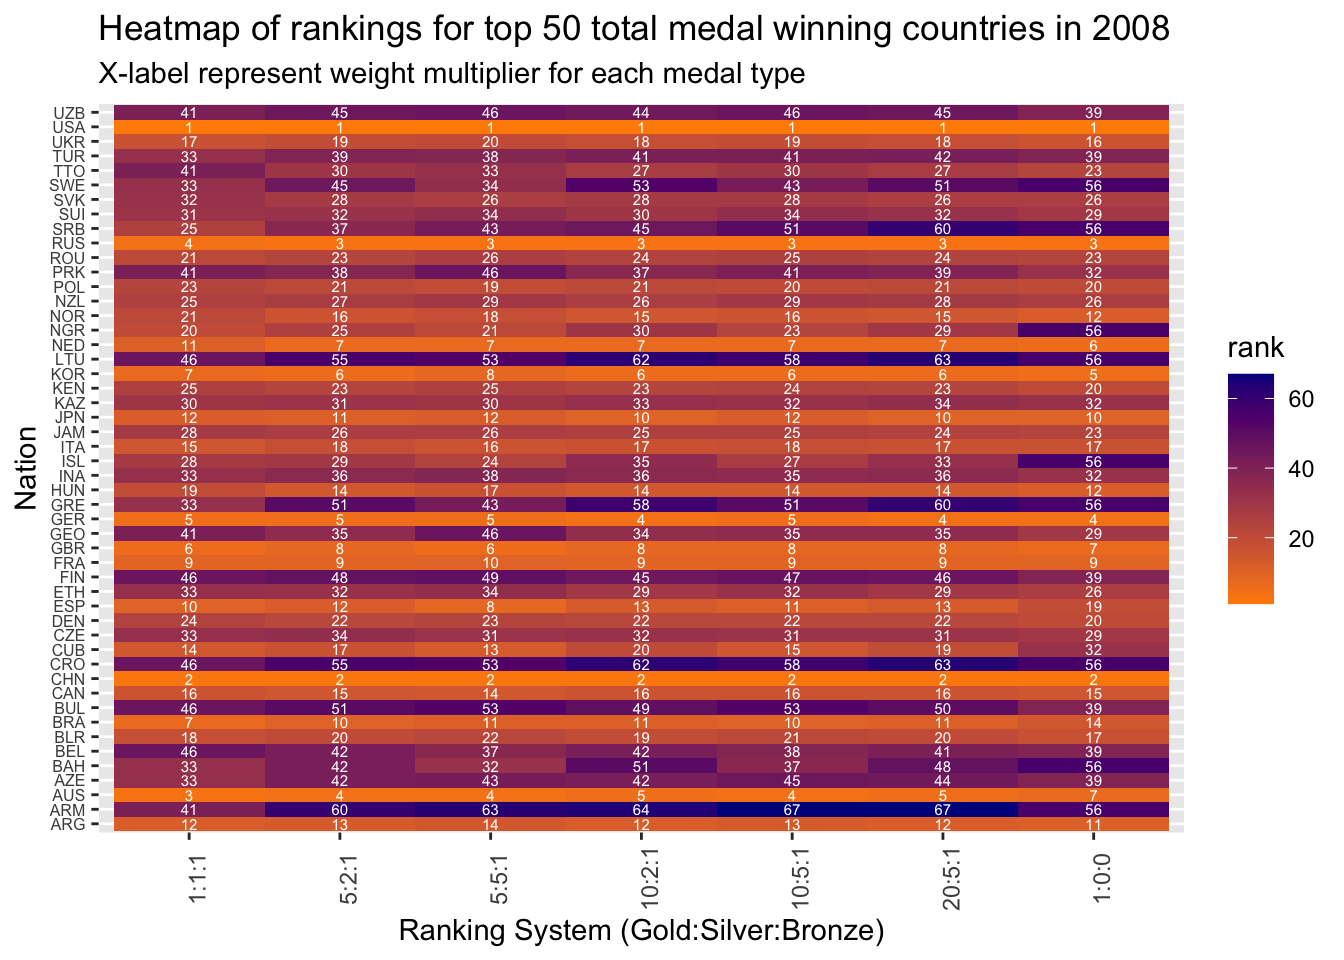 Heatmap of rankings for top 50 total medal winning countries in 2008
X-label represent weight multiplier for each medal type
UZB 41 45 46 44 46 45 39
USA 1 1 1 1 1 1 1
UKR 17 19 20 18 19 18 16
TUR 33 39 38 41 41 42 39
TTO 41 30 33 27 30 27 23
SWE 33 45 34 53 43 51 56
SVK 32 28 26 28 28 26 26
SUI 31 32 34 30 34 32 29
SRB 25 37 43 45 51 60 56
RUS 4 3 3 3 3 3 3
ROU 21 23 26 24 25 24 23
PRK 41 38 46 37 41 39 32
POL 23 21 19 21 20 21 20
NZL 25 27 29 26 29 28 26
NOR 21 16 18 15 16 15 12
NGR 20 25 21 30 23 29 56
NED 11 7 7 7 7 7 6
LTU 46 55 53 62 58 63 56
KOR 7 6 8 6 6 6 5
KEN 25 23 25 23 24 23 20
KAZ 30 31 30 33 32 34 32
JPN 12 11 12 10 12 10 10
JAM 28 26 26 25 25 24 23
ITA 15 18 16 17 18 17 17
ISL 28 29 24 35 27 33 56
INA 33 36 38 36 35 36 32
HUN 19 14 17 14 14 14 12
GRE 33 51 43 58 51 60 56
GER 5 5 5 4 5 4 4
GEO 41 35 46 34 35 35 29
GBR 6 8 6 8 8 8 7
FRA 9 9 10 9 9 9 9
FIN 46 48 49 45 47 46 39
ETH 33 32 34 29 32 29 26
ESP 10 12 8 13 11 13 19
DEN 24 22 23 22 22 22 20
CZE 33 34 31 32 31 31 29
CUB 14 17 13 20 15 19 32
CRO 46 55 53 62 58 63 56
CHN 2 2 2 2 2 2 2
CAN 16 15 14 16 16 16 15
BUL 46 51 53 49 53 50 39
BRA 7 10 11 11 10 11 14
BLR 18 20 22 19 21 20 17
BEL 46 42 37 42 38 41 39
BAH 33 42 32 51 37 48 56
AZE 33 42 43 42 45 44 39
AUS 3 4 4 5 4 5 7
ARM 41 60 63 64 67 67 56
ARG 12 13 14 12 13 12 11
1:1:1 5:2:1 5:5:1 10:2:1 10:5:1 20:5:1 1:0:0
Ranking System (Gold:Silver:Bronze)
Nation
rank
60
40
20